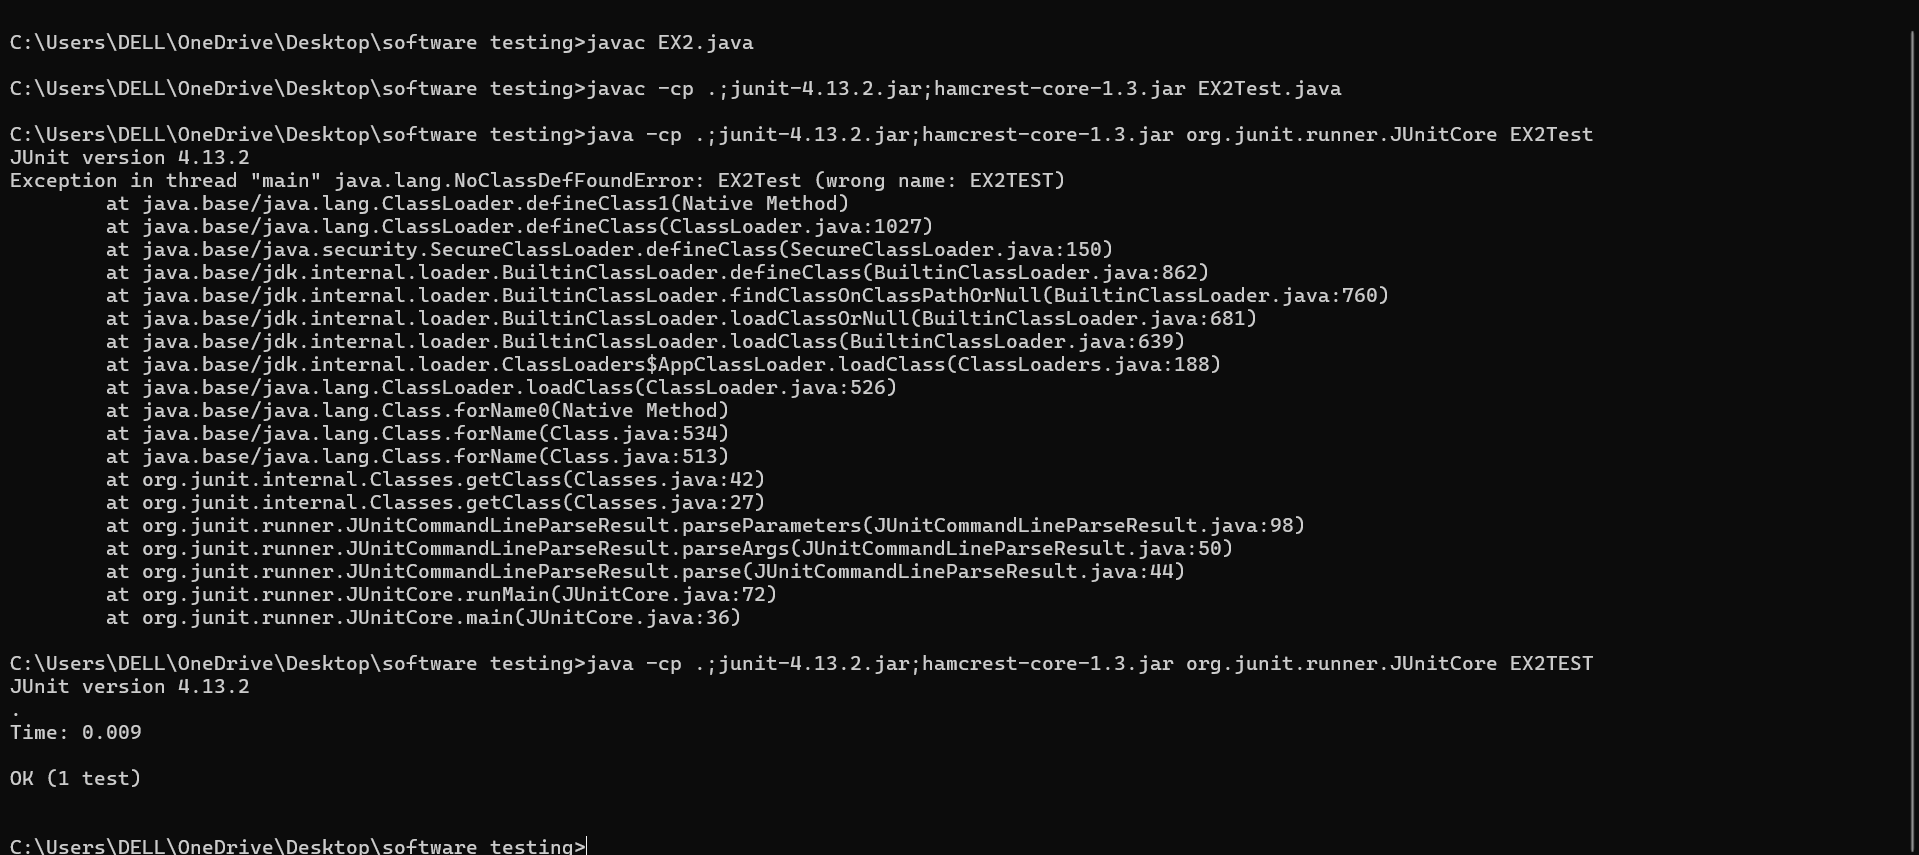 C:\Users\DELL\OneDrive\Desktop\software testing>javac EX2.java
C:\Users\DELL\OneDrive\Desktop\software testing>javac -cp .;junit-4.13.2.jar;hamcrest-core-1.3.jar EX2Test.java
C:\Users\DELL\OneDrive\Desktop\software testing>java -cp .;junit-4.13.2.jar;hamcrest-core-1.3.jar org.junit.runner.JUnitCore EX2Test
JUnit version 4.13.2
Exception in thread "main" java.lang.NoClassDefFoundError: EX2Test (wrong name: EX2TEST)
        at java.base/java.lang.ClassLoader.defineClass1(Native Method)
        at java.base/java.lang.ClassLoader.defineClass(ClassLoader.java:1027)
        at java.base/java.security.SecureClassLoader.defineClass(SecureClassLoader.java:150)
        at java.base/jdk.internal.loader.BuiltinClassLoader.defineClass(BuiltinClassLoader.java:862)
        at java.base/jdk.internal.loader.BuiltinClassLoader.findClassOnClassPathOrNull(BuiltinClassLoader.java:760)
        at java.base/jdk.internal.loader.BuiltinClassLoader.loadClassOrNull(BuiltinClassLoader.java:681)
        at java.base/jdk.internal.loader.BuiltinClassLoader.loadClass(BuiltinClassLoader.java:639)
        at java.base/jdk.internal.loader.ClassLoaders$AppClassLoader.loadClass(ClassLoaders.java:188)
        at java.base/java.lang.ClassLoader.loadClass(ClassLoader.java:526)
        at java.base/java.lang.Class.forName0(Native Method)
        at java.base/java.lang.Class.forName(Class.java:534)
        at java.base/java.lang.Class.forName(Class.java:513)
        at org.junit.internal.Classes.getClass(Classes.java:42)
        at org.junit.internal.Classes.getClass(Classes.java:27)
        at org.junit.runner.JUnitCommandLineParseResult.parseParameters(JUnitCommandLineParseResult.java:98)
        at org.junit.runner.JUnitCommandLineParseResult.parseArgs(JUnitCommandLineParseResult.java:50)
        at org.junit.runner.JUnitCommandLineParseResult.parse(JUnitCommandLineParseResult.java:44)
        at org.junit.runner.JUnitCore.runMain(JUnitCore.java:72)
        at org.junit.runner.JUnitCore.main(JUnitCore.java:36)
C:\Users\DELL\OneDrive\Desktop\software testing>java -cp .;junit-4.13.2.jar;hamcrest-core-1.3.jar org.junit.runner.JUnitCore EX2TEST
JUnit version 4.13.2
.
Time: 0.009
OK (1 test)
C:\Users\DELL\OneDrive\Desktop\software testing>